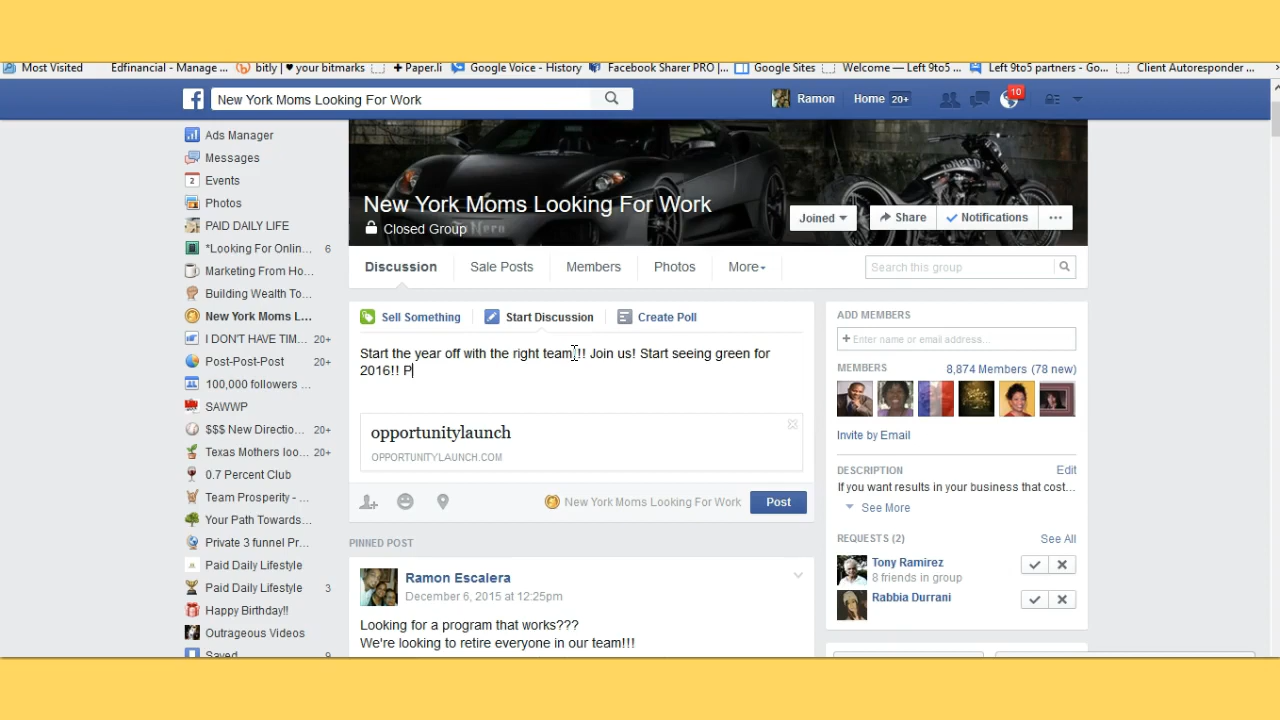 Most Visited Edfinancial - Manage ... bitly | ♥ your bitmarks + Paper.li Google Voice - History Facebook Sharer PRO |... Google Sites Welcome — Left 9to5 ... Left 9to5 partners - Go... Client Autoresponder ...
New York Moms Looking For Work Ramon Home 20+ 10
Ads Manager
Messages
2 Events
Photos
PAID DAILY LIFE
*Looking For Onlin... 6
Marketing From Ho...
Building Wealth To...
New York Moms L...
I DON'T HAVE TIM... 20+
Post-Post-Post 20+
100,000 followers ...
SAWWP
$$$ New Directio... 20+
Texas Mothers loo... 20+
0.7 Percent Club
Team Prosperity - ...
Your Path Towards...
Private 3 funnel Pr...
Paid Daily Lifestyle
Paid Daily Lifestyle 3
Happy Birthday!!
Outrageous Videos
Saved 9
New York Moms Looking For Work
Closed Group
Joined Share Notifications ...
Discussion Sale Posts Members Photos More
Search this group
Sell Something Start Discussion Create Poll
Start the year off with the right team!!! Join us! Start seeing green for
2016!! P
opportunitylaunch
OPPORTUNITYLAUNCH.COM
New York Moms Looking For Work Post
PINNED POST
Ramon Escalera
December 6, 2015 at 12:25pm
Looking for a program that works???
We're looking to retire everyone in our team!!!
ADD MEMBERS
+ Enter name or email address...
MEMBERS 8,874 Members (78 new)
Invite by Email
DESCRIPTION Edit
If you want results in your business that cost...
See More
REQUESTS (2) See All
Tony Ramirez
8 friends in group
Rabbia Durrani